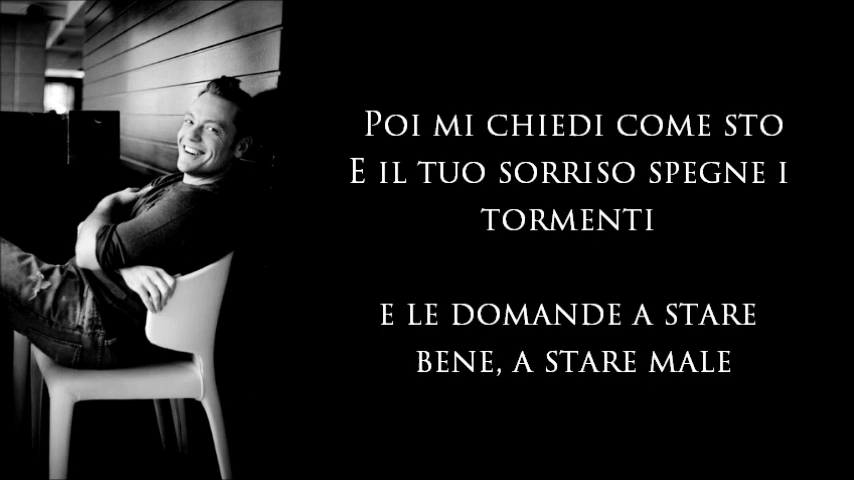 Poi mi chiedi come sto
E il tuo sorriso spegne i
tormenti
e le domande a stare
bene, a stare male